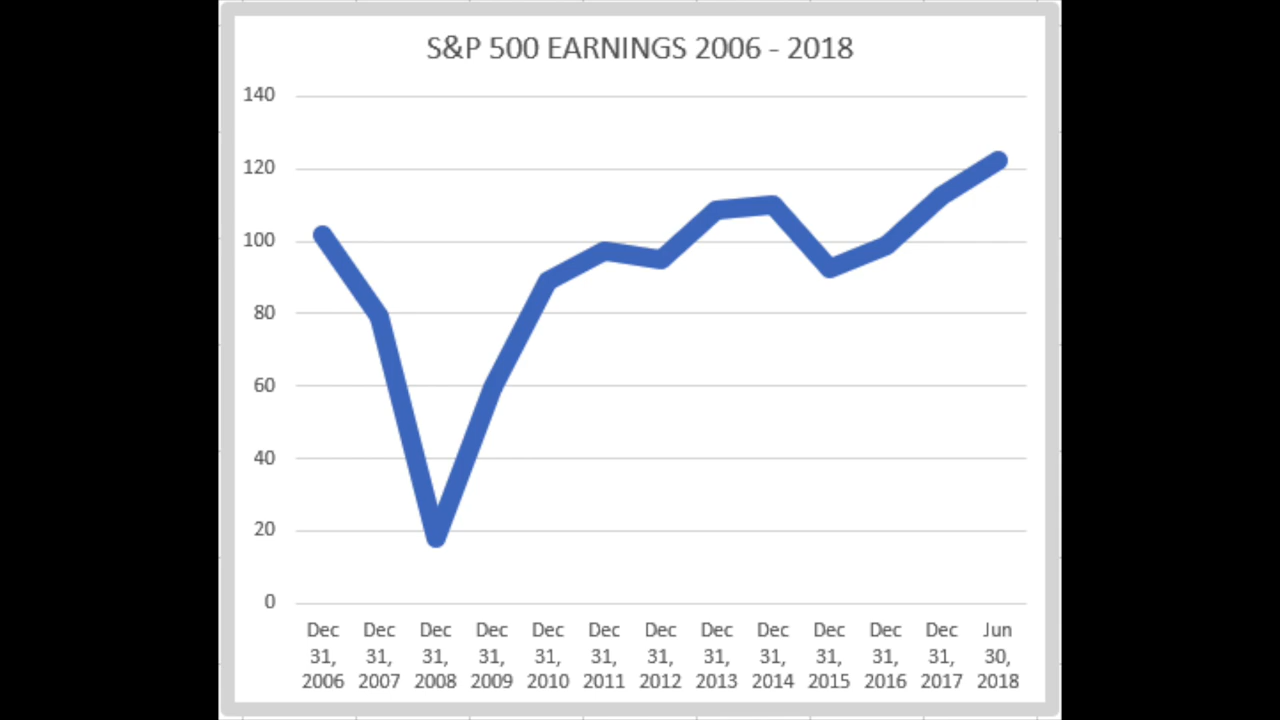 S&P 500 EARNINGS 2006 - 2018
140
120
100
80
60
40
20
0
Dec 31, 2006
Dec 31, 2007
Dec 31, 2008
Dec 31, 2009
Dec 31, 2010
Dec 31, 2011
Dec 31, 2012
Dec 31, 2013
Dec 31, 2014
Dec 31, 2015
Dec 31, 2016
Dec 31, 2017
Jun 30, 2018